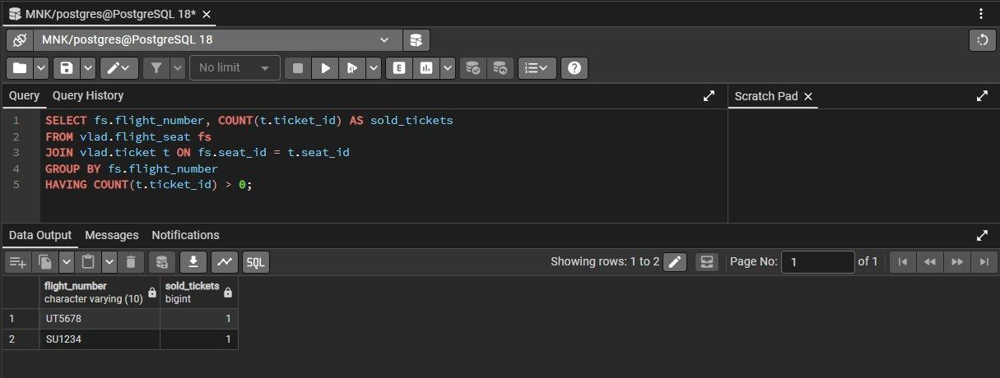 MNK/postgres@PostgreSQL 18*
MNK/postgres@PostgreSQL 18
No limit
E
Query Query History
Scratch Pad
1 SELECT fs.flight_number, COUNT(t.ticket_id) AS sold_tickets
2 FROM vlad.flight_seat fs
3 JOIN vlad.ticket t ON fs.seat_id = t.seat_id
4 GROUP BY fs.flight_number
5 HAVING COUNT(t.ticket_id) > 0;
Data Output Messages Notifications
SQL
Showing rows: 1 to 2
Page No: 1 of 1
flight_number sold_tickets
character varying (10) bigint
1 UT5678 1
2 SU1234 1